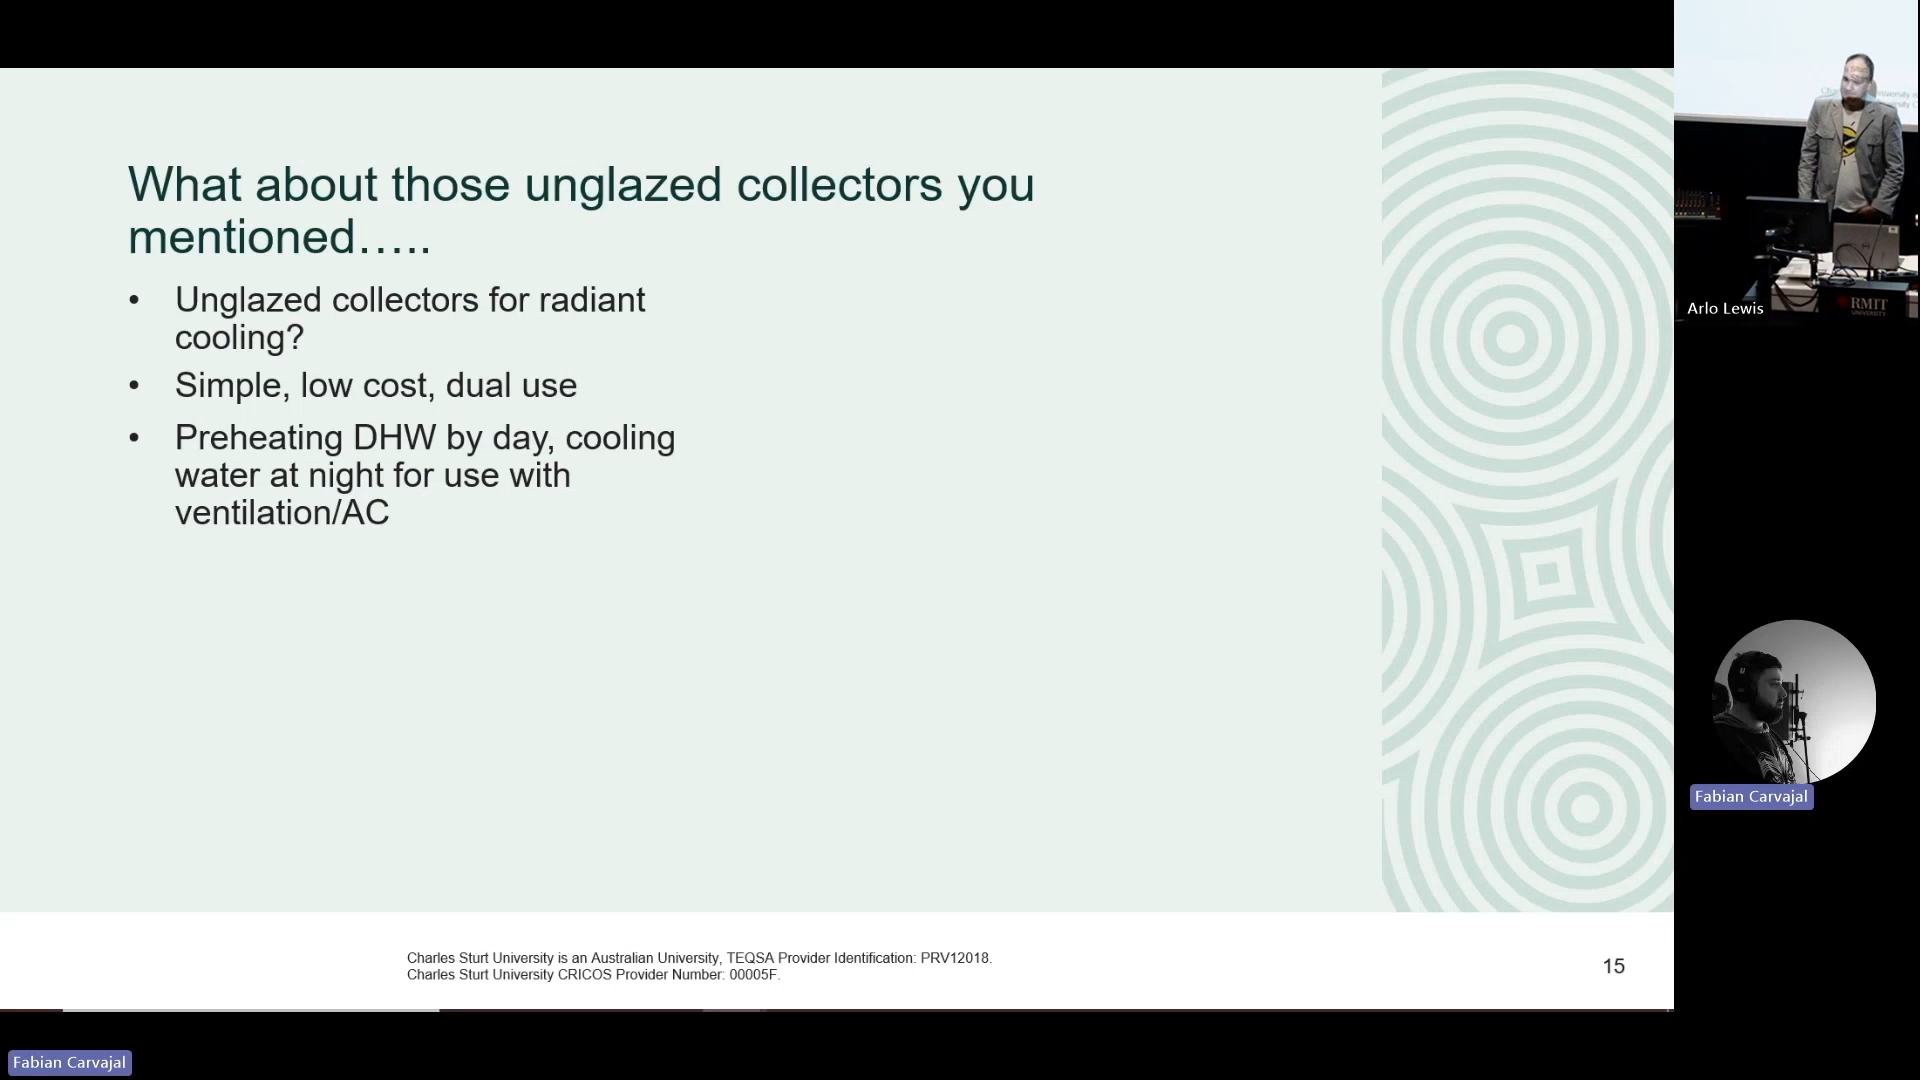 What about those unglazed collectors you
mentioned…..
• Unglazed collectors for radiant
cooling?
• Simple, low cost, dual use
• Preheating DHW by day, cooling
water at night for use with
ventilation/AC
Charles Sturt University is an Australian University, TEQSA Provider Identification: PRV12018.
Charles Sturt University CRICOS Provider Number: 00005F.
15
Arlo Lewis
RMIT
UNIVERSITY
Fabian Carvajal
Fabian Carvajal